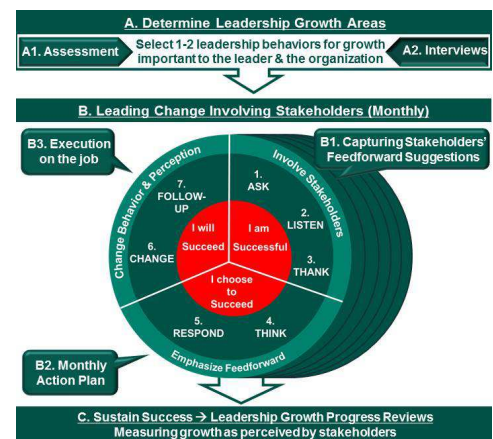 A. Determine Leadership Growth Areas
A1. Assessment
Select 1-2 leadership behaviors for growth
important to the leader & the organization
A2. Interviews
B. Leading Change Involving Stakeholders (Monthly)
B3. Execution
on the job
B1. Capturing Stakeholders'
Feedforward Suggestions
Change Behavior & Perception
Involve Stakeholders
1.
ASK
2.
LISTEN
3.
THANK
4.
THINK
5.
RESPOND
6.
CHANGE
7.
FOLLOW-
UP
I will
Succeed
I am
Successful
I choose
to
Succeed
Emphasize Feedforward
B2. Monthly
Action Plan
C. Sustain Success → Leadership Growth Progress Reviews
Measuring growth as perceived by stakeholders